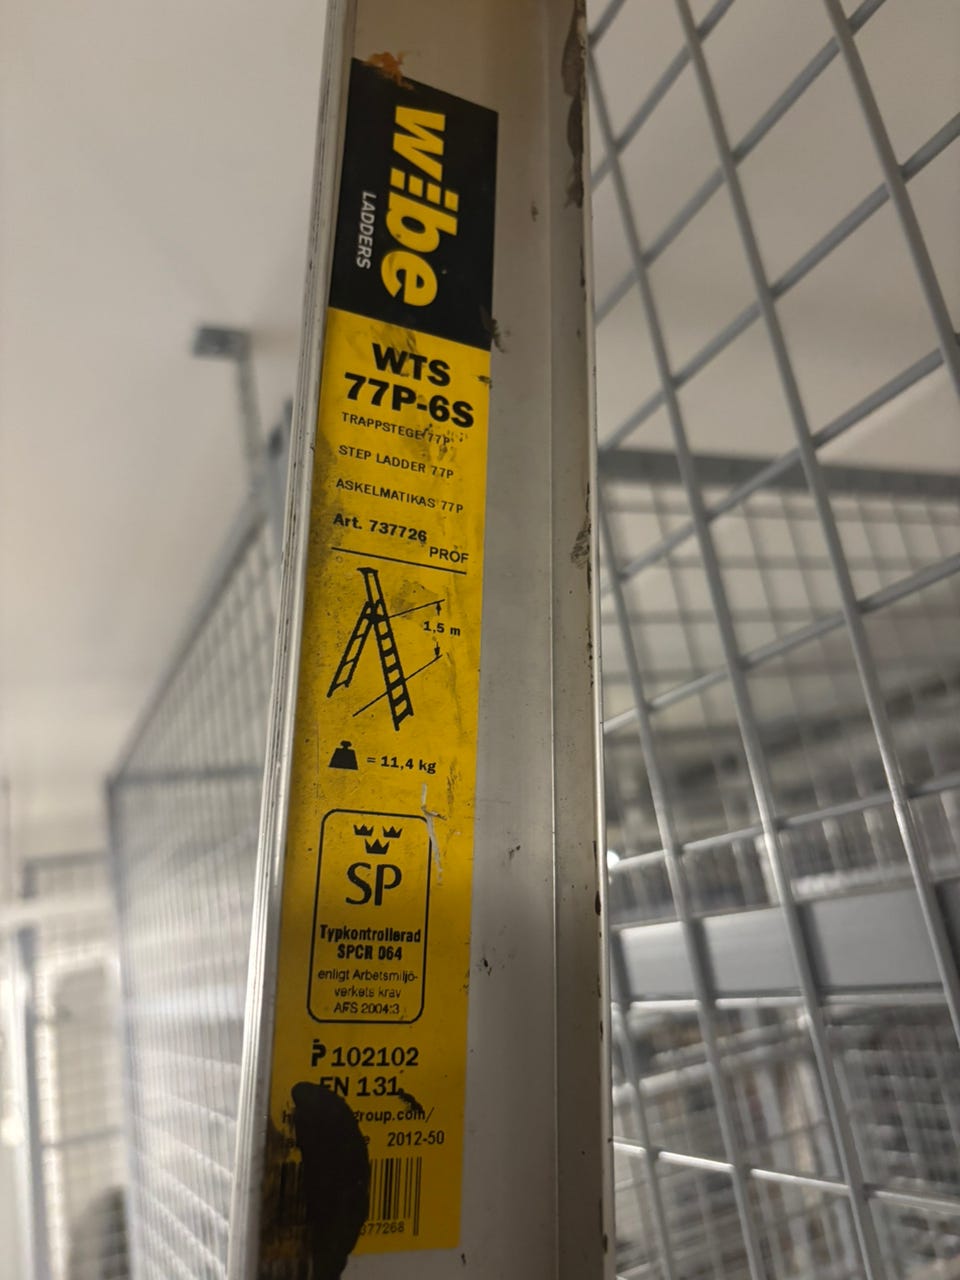 wibe
LADDERS
WTS
77P-6S
TRAPPSTEGE 77P
STEP LADDER 77P
ASKELMATIKAS 77P
Art. 737726
PROF
1,5 m
= 11,4 kg
SP
Typkontrollerad
SPCR 064
enligt Arbetsmiljö-
verkets krav
AFS 2004:3
P 102102
EN 131
group.com/
2012-50
377268